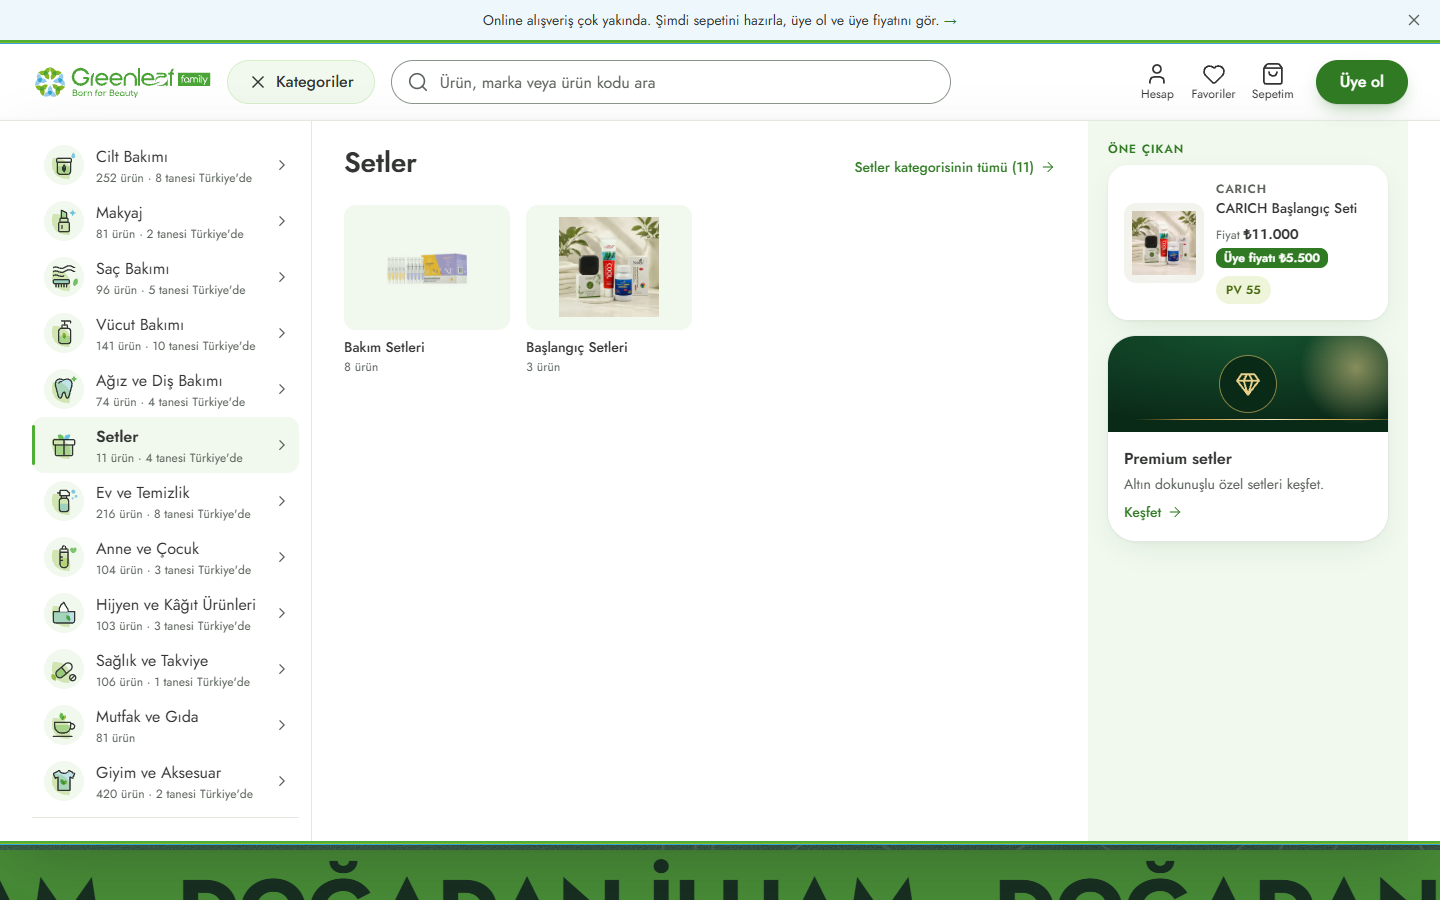 Online alışveriş çok yakında. Şimdi sepetini hazırla, üye ol ve üye fiyatını gör. →
Greenleaf family
Born for Beauty
Kategoriler
Ürün, marka veya ürün kodu ara
Hesap
Favoriler
Sepetim
Üye ol
Cilt Bakımı
252 ürün · 8 tanesi Türkiye'de
Makyaj
81 ürün · 2 tanesi Türkiye'de
Saç Bakımı
96 ürün · 5 tanesi Türkiye'de
Vücut Bakımı
141 ürün · 10 tanesi Türkiye'de
Ağız ve Diş Bakımı
74 ürün · 4 tanesi Türkiye'de
Setler
11 ürün · 4 tanesi Türkiye'de
Ev ve Temizlik
216 ürün · 8 tanesi Türkiye'de
Anne ve Çocuk
104 ürün · 3 tanesi Türkiye'de
Hijyen ve Kâğıt Ürünleri
103 ürün · 3 tanesi Türkiye'de
Sağlık ve Takviye
106 ürün · 1 tanesi Türkiye'de
Mutfak ve Gıda
81 ürün
Giyim ve Aksesuar
420 ürün · 2 tanesi Türkiye'de
Setler
Setler kategorisinin tümü (11) →
Bakım Setleri
8 ürün
Başlangıç Setleri
3 ürün
ÖNE ÇIKAN
CARICH
CARICH Başlangıç Seti
Fiyat ₺11.000
Üye fiyatı ₺5.500
PV 55
Premium setler
Altın dokunuşlu özel setleri keşfet.
Keşfet →
AM DOĞADAN İLHAM DOĞADAN